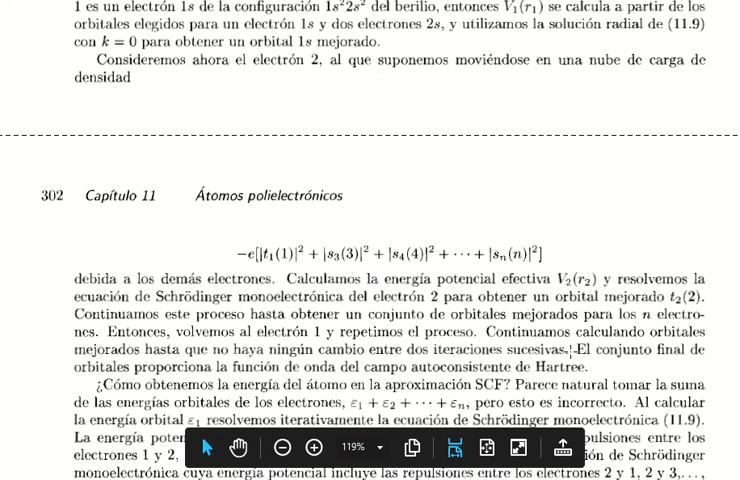 1 es un electrón 1s de la configuración 1s²2s² del berilio, entonces V₁(r₁) se calcula a partir de los
orbitales elegidos para un electrón 1s y dos electrones 2s, y utilizamos la solución radial de (11.9)
con k = 0 para obtener un orbital 1s mejorado.
Consideremos ahora el electrón 2, al que suponemos moviéndose en una nube de carga de
densidad
302 Capítulo 11 Átomos polielectrónicos
−e[|t₁(1)|² + |s₃(3)|² + |s₄(4)|² + ··· + |sₙ(n)|²]
debida a los demás electrones. Calculamos la energía potencial efectiva V₂(r₂) y resolvemos la
ecuación de Schrödinger monoelectrónica del electrón 2 para obtener un orbital mejorado t₂(2).
Continuamos este proceso hasta obtener un conjunto de orbitales mejorados para los n electro-
nes. Entonces, volvemos al electrón 1 y repetimos el proceso. Continuamos calculando orbitales
mejorados hasta que no haya ningún cambio entre dos iteraciones sucesivas. El conjunto final de
orbitales proporciona la función de onda del campo autoconsistente de Hartree.
¿Cómo obtenemos la energía del átomo en la aproximación SCF? Parece natural tomar la suma
de las energías orbitales de los electrones, ε₁ + ε₂ + ··· + εₙ, pero esto es incorrecto. Al calcular
la energía orbital ε₁ resolvemos iterativamente la ecuación de Schrödinger monoelectrónica (11.9).
La energía poten pulsiones entre los
electrones 1 y 2, ión de Schrödinger
119%
monoelectrónica cuya energía potencial incluye las repulsiones entre los electrones 2 y 1, 2 y 3,...,